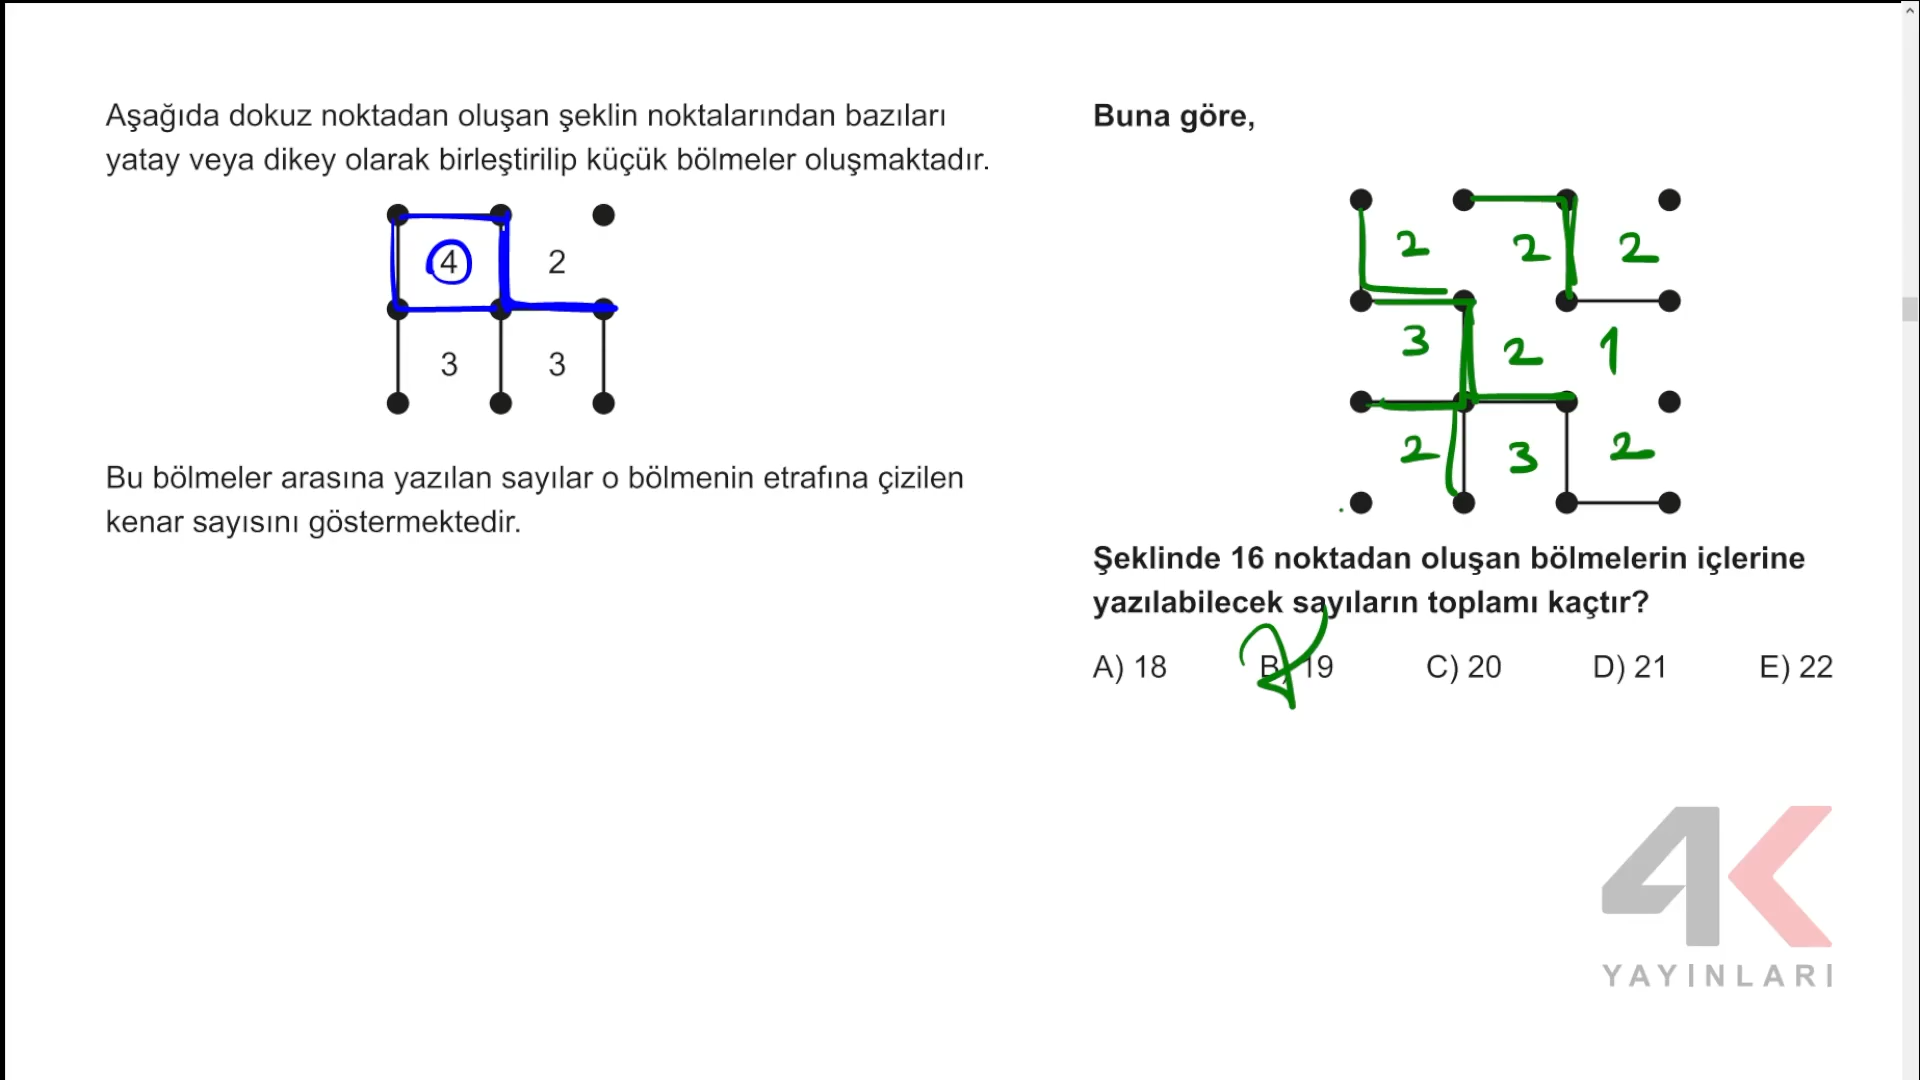 Aşağıda dokuz noktadan oluşan şeklin noktalarından bazıları
yatay veya dikey olarak birleştirilip küçük bölmeler oluşmaktadır.
4 2
3 3
Bu bölmeler arasına yazılan sayılar o bölmenin etrafına çizilen
kenar sayısını göstermektedir.
Buna göre,
2 2 2
3 2 1
2 3 2
Şeklinde 16 noktadan oluşan bölmelerin içlerine
yazılabilecek sayıların toplamı kaçtır?
A) 18 B) 19 C) 20 D) 21 E) 22
4K
YAYINLARI